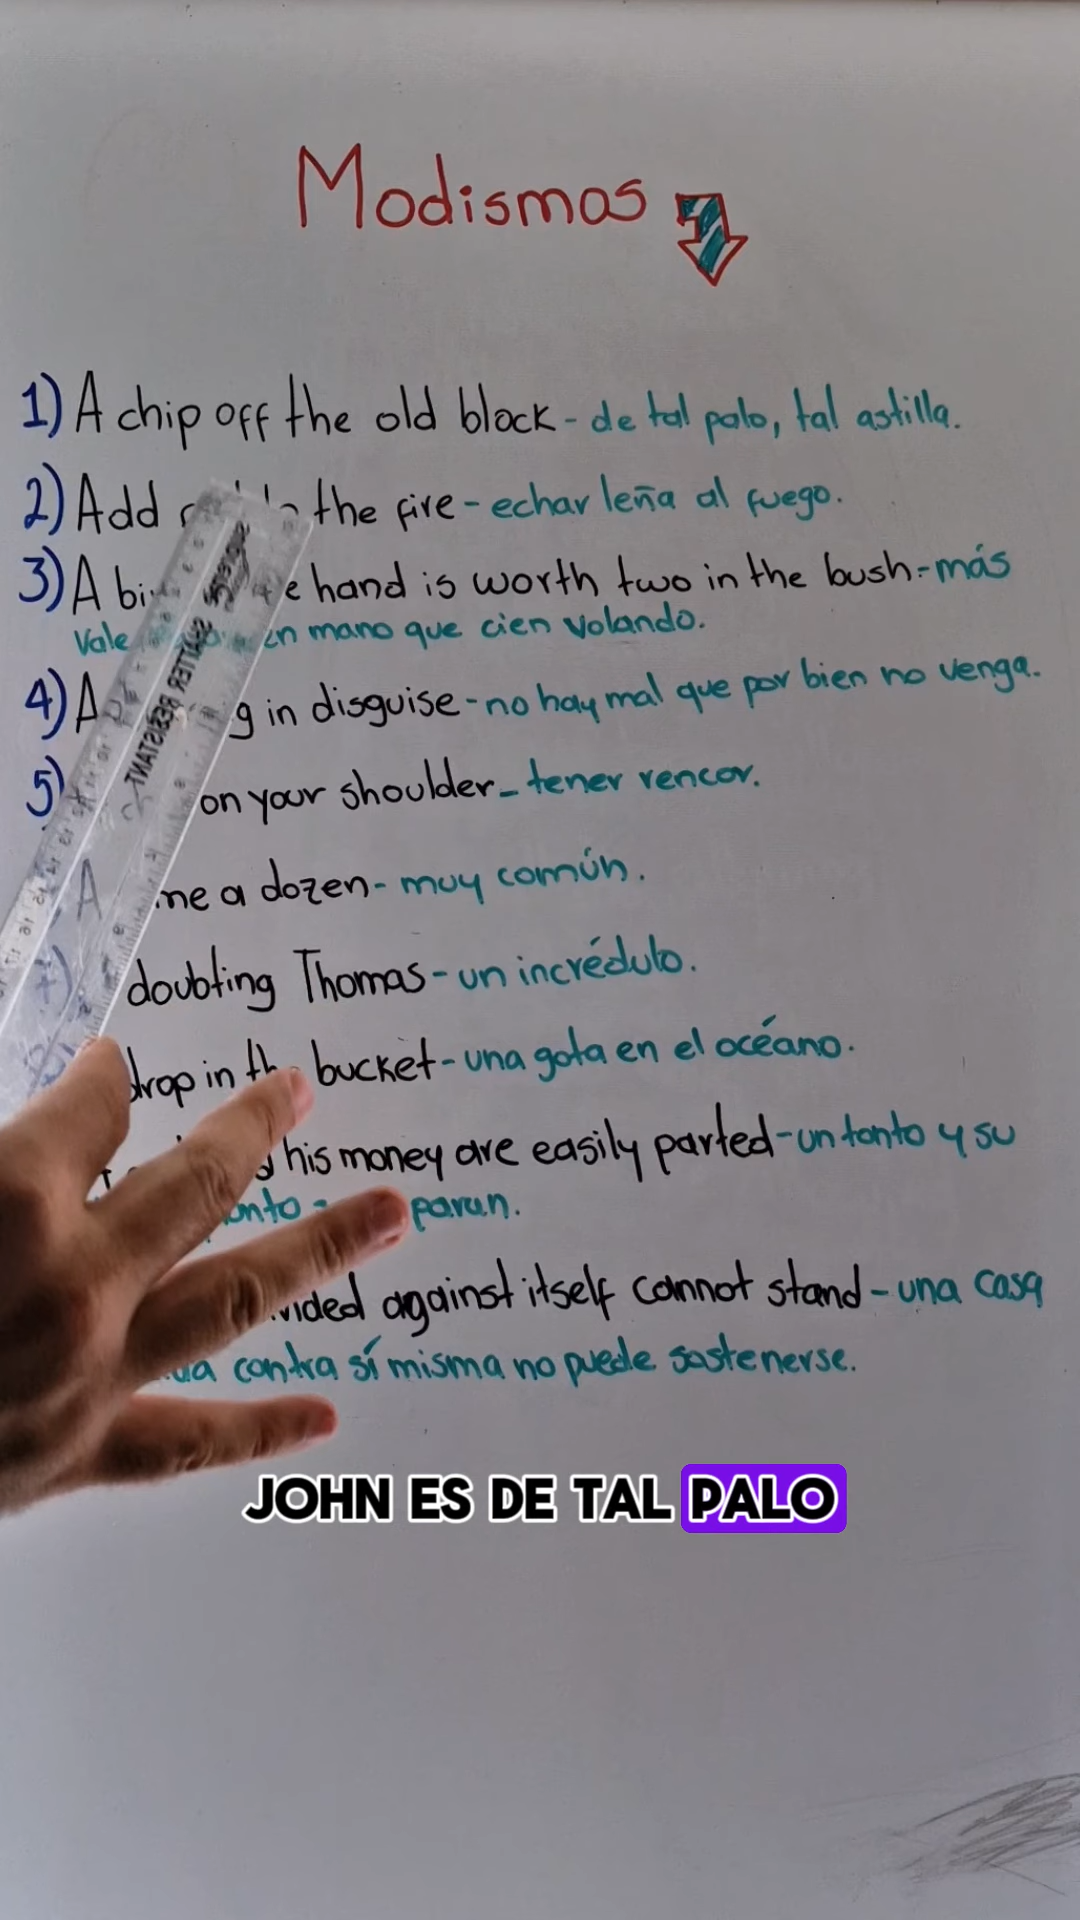 Modismos
1) A chip off the old block - de tal palo, tal astilla.
2) Add the fire - echar leña al fuego.
3) A hand is worth two in the bush - más
Vale en mano que cien volando.
4) A in disguise - no hay mal que por bien no venga.
5) on your shoulder - tener rencor.
A a dozen - muy común.
7) doubting Thomas - un incrédulo.
drop in the bucket - una gota en el océano.
his money are easily parted - un tonto y su
against itself cannot stand - una casa
contra sí misma no puede sostenerse.
SHATTER RESISTANT
JOHN ES DE TAL PALO